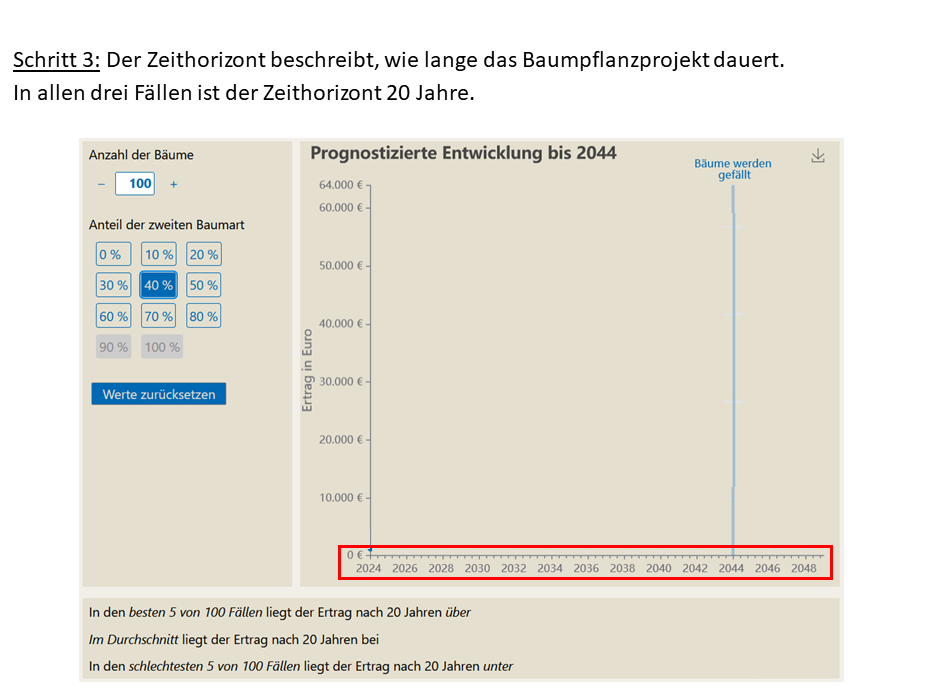 Schritt 3: Der Zeithorizont beschreibt, wie lange das Baumpflanzprojekt dauert.
In allen drei Fällen ist der Zeithorizont 20 Jahre.
Anzahl der Bäume
− 100 +
Anteil der zweiten Baumart
0 % 10 % 20 %
30 % 40 % 50 %
60 % 70 % 80 %
90 % 100 %
Werte zurücksetzen
Prognostizierte Entwicklung bis 2044
Bäume werden
gefällt
Ertrag in Euro
64.000 €
60.000 €
50.000 €
40.000 €
30.000 €
20.000 €
10.000 €
0 €
2024 2026 2028 2030 2032 2034 2036 2038 2040 2042 2044 2046 2048
In den besten 5 von 100 Fällen liegt der Ertrag nach 20 Jahren über
Im Durchschnitt liegt der Ertrag nach 20 Jahren bei
In den schlechtesten 5 von 100 Fällen liegt der Ertrag nach 20 Jahren unter